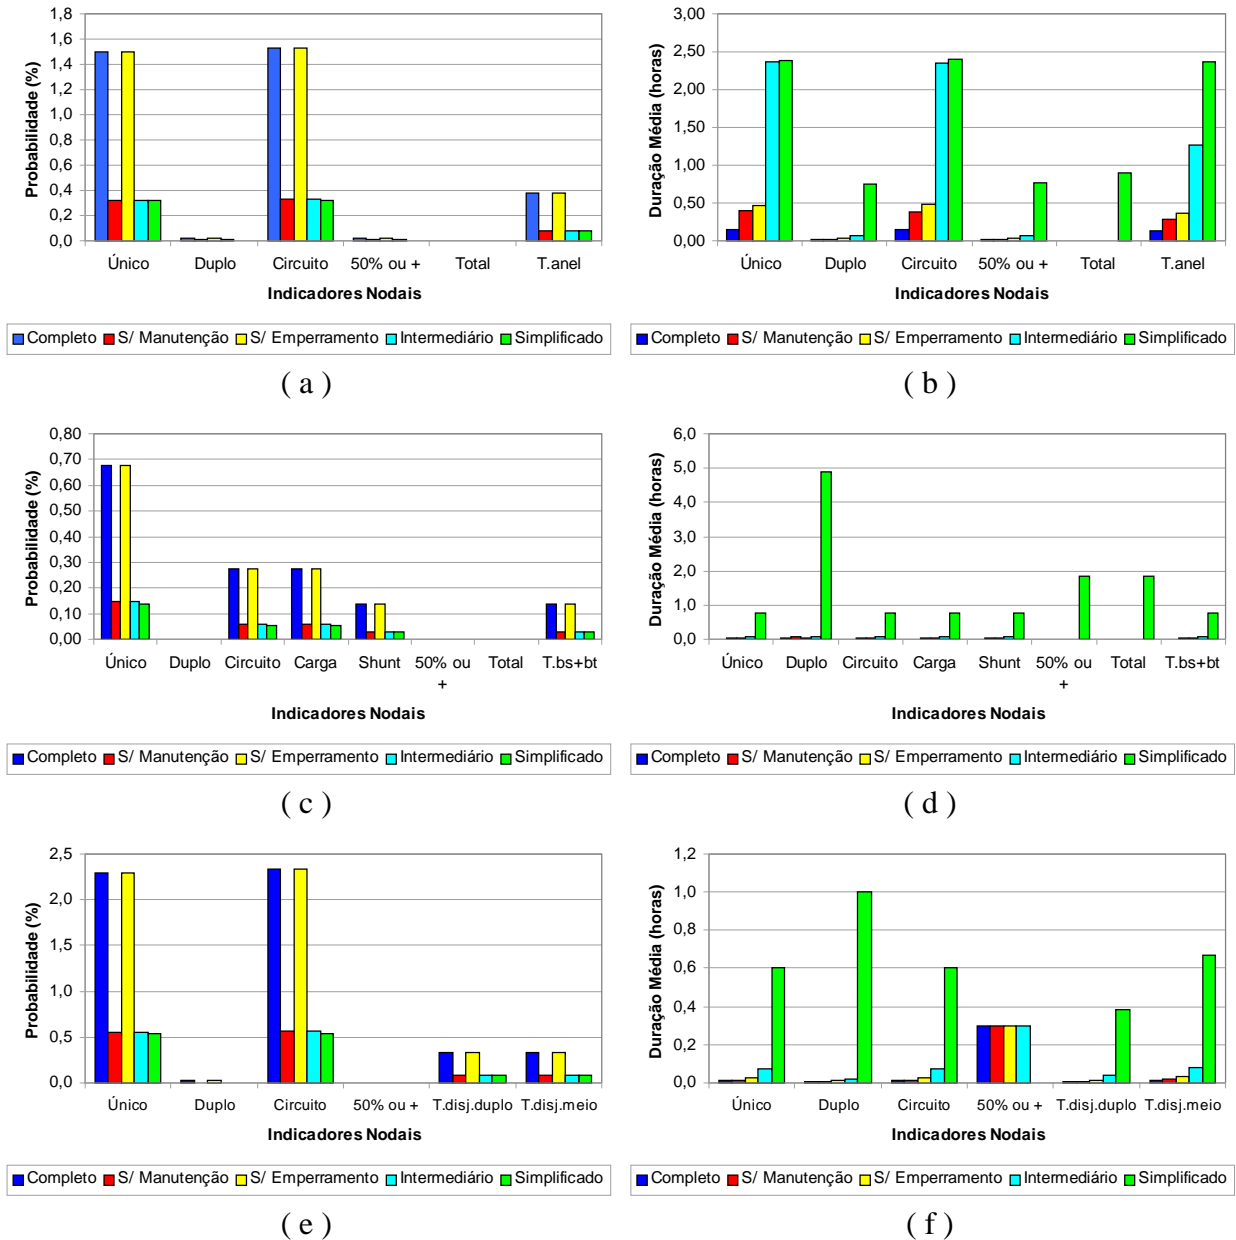 1,8
1,6
1,4
1,2
1,0
0,8
0,6
0,4
0,2
0,0
Probabilidade (%)
Único Duplo Circuito 50% ou + Total T.anel
Indicadores Nodais
Completo S/ Manutenção S/ Emperramento Intermediário Simplificado
( a )
3,00
2,50
2,00
1,50
1,00
0,50
0,00
Duração Média (horas)
Único Duplo Circuito 50% ou + Total T.anel
Indicadores Nodais
Completo S/ Manutenção S/ Emperramento Intermediário Simplificado
( b )
0,80
0,70
0,60
0,50
0,40
0,30
0,20
0,10
0,00
Probabilidade (%)
Único Duplo Circuito Carga Shunt 50% ou Total T.bs+bt
+
Indicadores Nodais
Completo S/ Manutenção S/ Emperramento Intermediário Simplificado
( c )
6,0
5,0
4,0
3,0
2,0
1,0
0,0
Duração Média (horas)
Único Duplo Circuito Carga Shunt 50% ou Total T.bs+bt
+
Indicadores Nodais
Completo S/ Manutenção S/ Emperramento Intermediário Simplificado
( d )
2,5
2,0
1,5
1,0
0,5
0,0
Probabilidade (%)
Único Duplo Circuito 50% ou + T.disj.duplo T.disj.meio
Indicadores Nodais
Completo S/ Manutenção S/ Emperramento Intermediário Simplificado
( e )
1,2
1,0
0,8
0,6
0,4
0,2
0,0
Duração Média (horas)
Único Duplo Circuito 50% ou + T.disj.duplo T.disj.meio
Indicadores Nodais
Completo S/ Manutenção S/ Emperramento Intermediário Simplificado
( f )